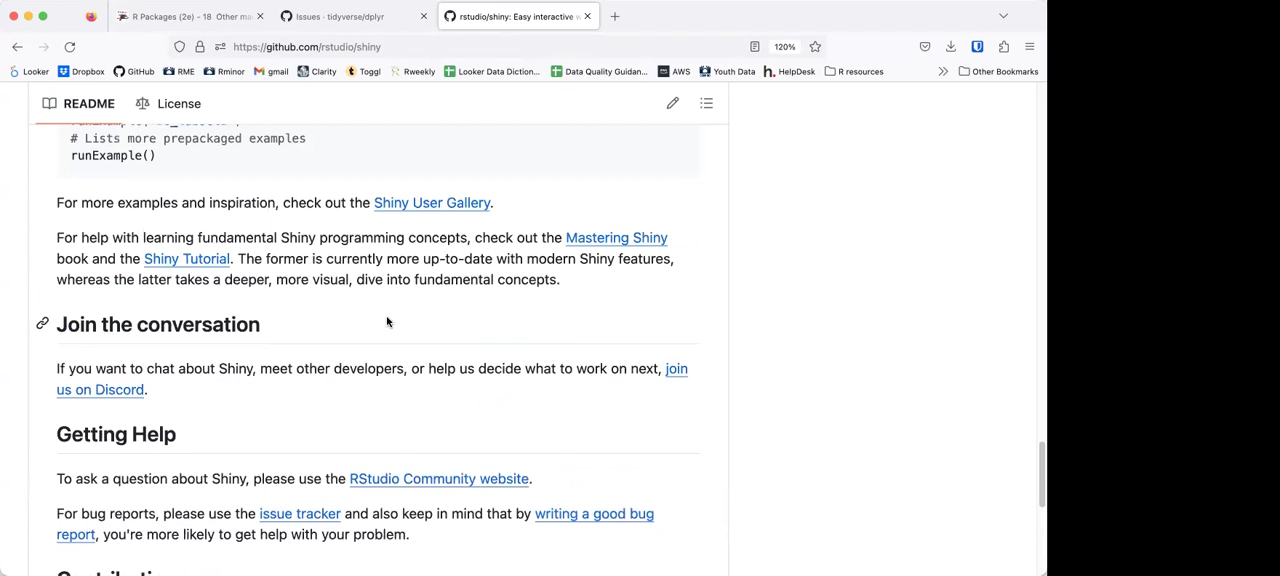 R Packages (2e) - 18 Other ma
Issues · tidyverse/dplyr
rstudio/shiny: Easy interactive w
https://github.com/rstudio/shiny
120%
Looker
Dropbox
GitHub
RME
Rminor
gmail
Clarity
Toggl
Rweekly
Looker Data Diction...
Data Quality Guidan...
AWS
Youth Data
HelpDesk
R resources
Other Bookmarks
README
License
# Lists more prepackaged examples
runExample()
For more examples and inspiration, check out the Shiny User Gallery.
For help with learning fundamental Shiny programming concepts, check out the Mastering Shiny
book and the Shiny Tutorial. The former is currently more up-to-date with modern Shiny features,
whereas the latter takes a deeper, more visual, dive into fundamental concepts.
Join the conversation
If you want to chat about Shiny, meet other developers, or help us decide what to work on next, join
us on Discord.
Getting Help
To ask a question about Shiny, please use the RStudio Community website.
For bug reports, please use the issue tracker and also keep in mind that by writing a good bug
report, you're more likely to get help with your problem.